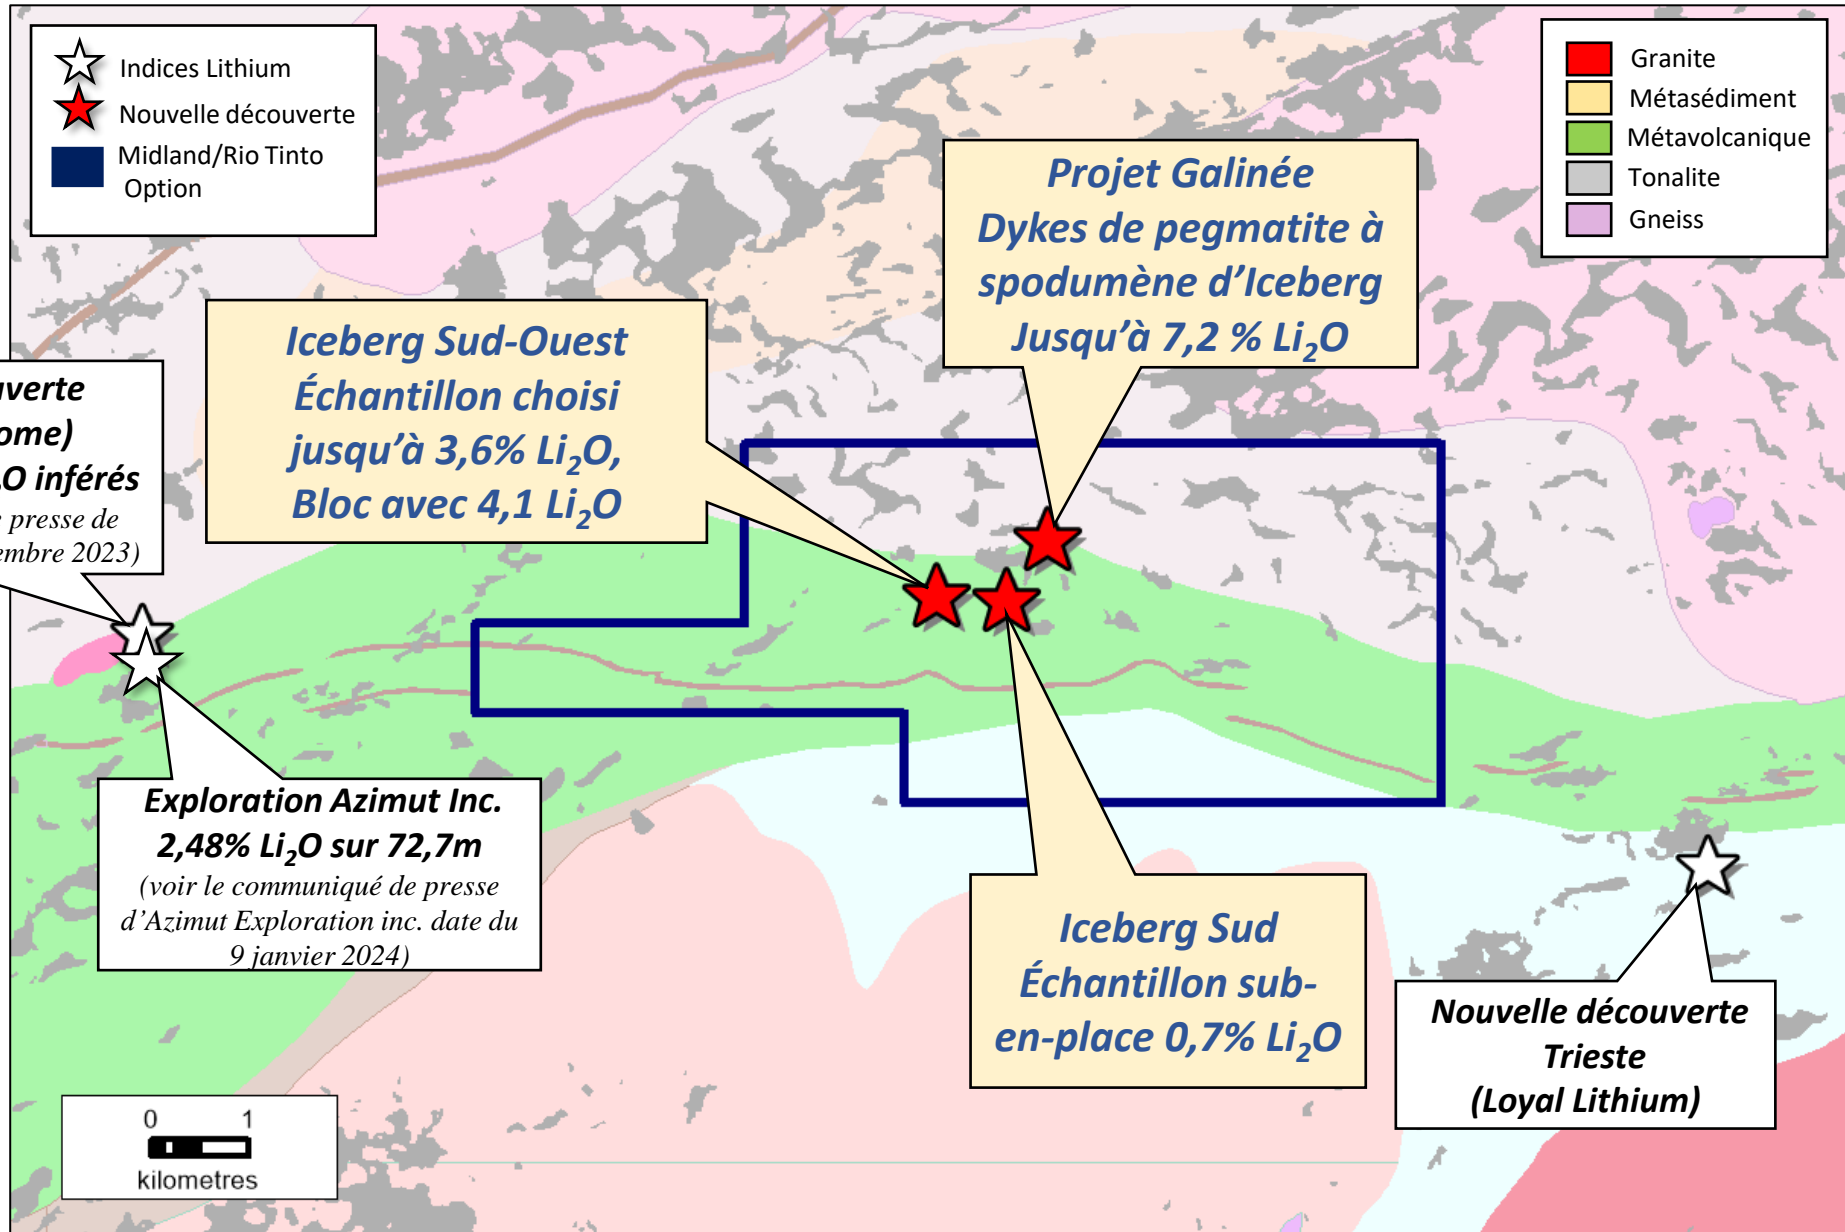 Indices Lithium
Nouvelle découverte
Midland/Rio Tinto
Option
Granite
Métasédiment
Métavolcanique
Tonalite
Gneiss
Projet Galinée
Dykes de pegmatite à
spodumène d’Iceberg
Jusqu’à 7,2 % Li₂O
Iceberg Sud-Ouest
Échantillon choisi
jusqu’à 3,6% Li₂O,
Bloc avec 4,1 Li₂O
inférés
presse de
2023)
Exploration Azimut Inc.
2,48% Li₂O sur 72,7m
(voir le communiqué de presse
d’Azimut Exploration inc. date du
9 janvier 2024)
Iceberg Sud
Échantillon sub-
en-place 0,7% Li₂O
Nouvelle découverte
Trieste
(Loyal Lithium)
0 1
kilometres